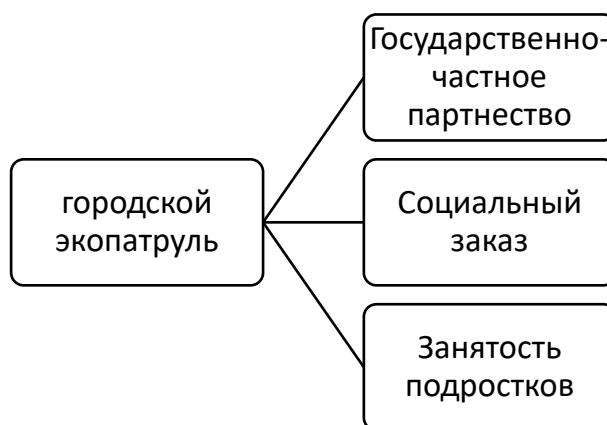 Государственно-
частное
партнество
городской
экопатруль
Социальный
заказ
Занятость
подростков